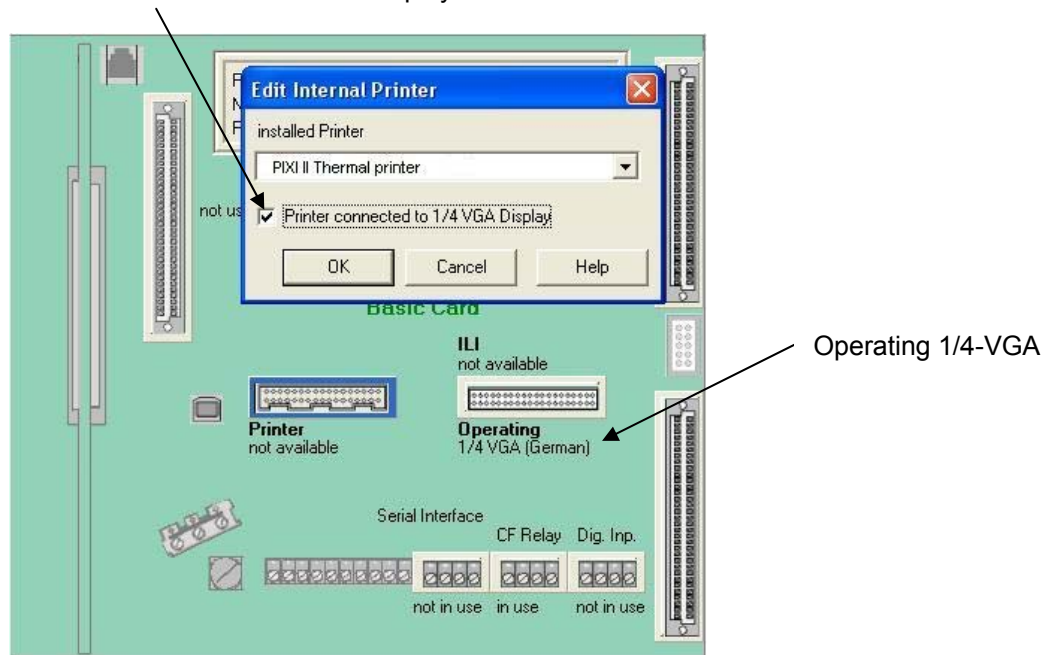 Edit Internal Printer
installed Printer
PIXI II Thermal printer
not us
Printer connected to 1/4 VGA Display
OK Cancel Help
Basic Card
ILI
not available
Operating 1/4-VGA
Printer
not available
Operating
1/4 VGA (German)
Serial Interface
CF Relay Dig. Inp.
not in use in use not in use